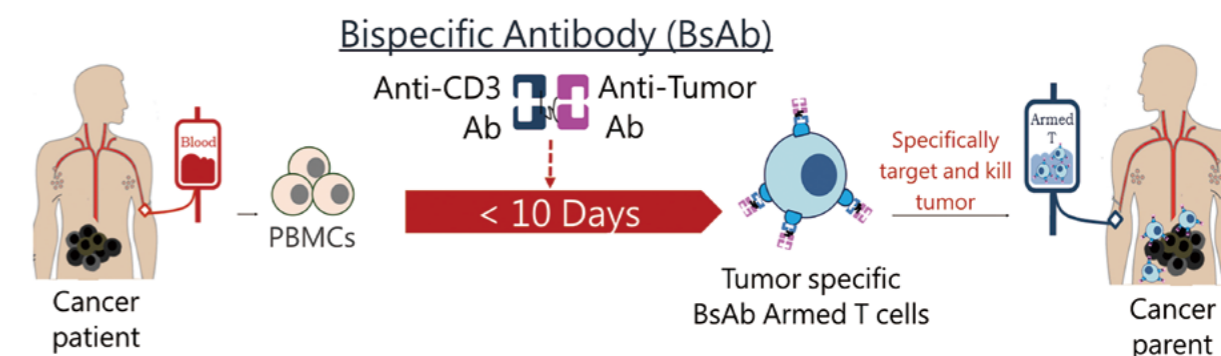 Bispecific Antibody (BsAb)
Anti-CD3
Ab
Anti-Tumor
Ab
Blood
PBMCs
< 10 Days
Specifically
target and kill
tumor
Armed
T
Cancer
patient
Tumor specific
BsAb Armed T cells
Cancer
parent